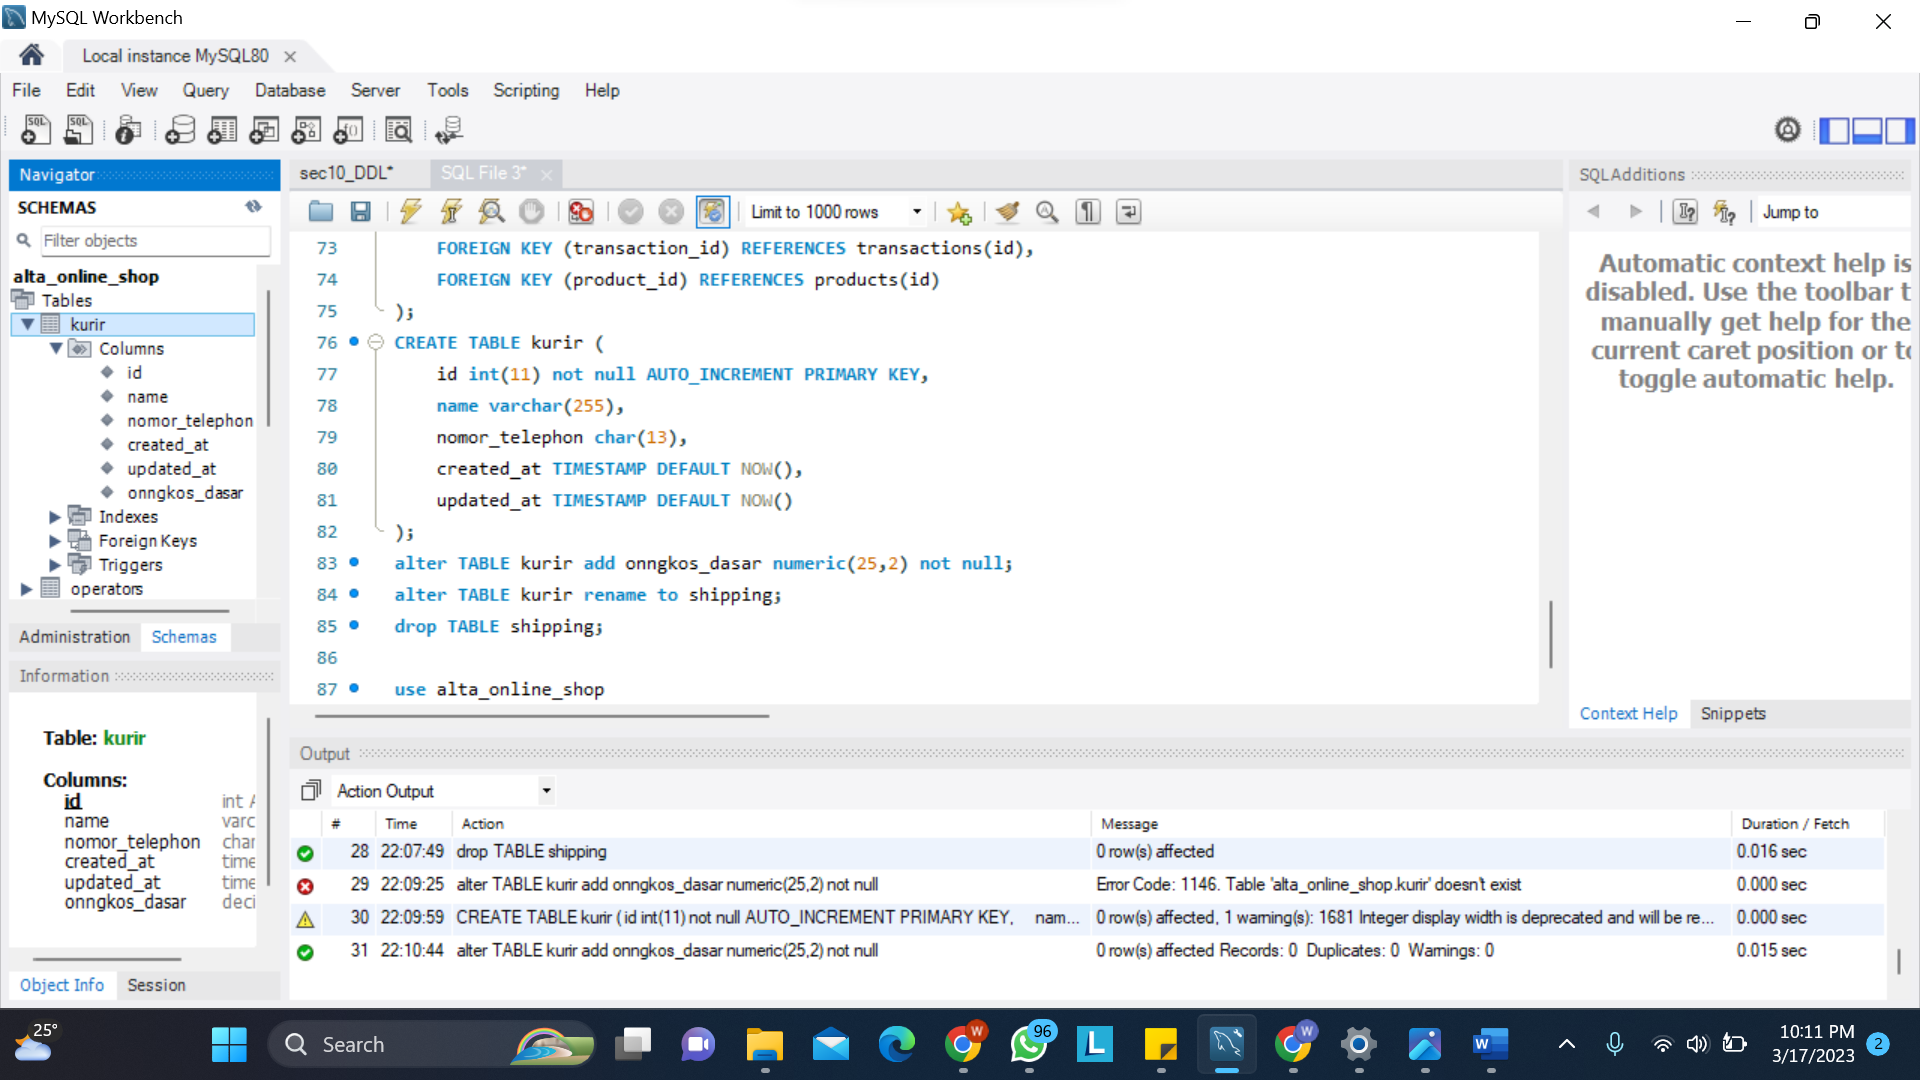 MySQL Workbench
Local instance MySQL80
File Edit View Query Database Server Tools Scripting Help
Navigator
SCHEMAS
Filter objects
alta_online_shop
Tables
kurir
Columns
id
name
nomor_telephon
created_at
updated_at
onngkos_dasar
Indexes
Foreign Keys
Triggers
operators
Administration Schemas
Information
Table: kurir
Columns:
id int A
name varc
nomor_telephon char
created_at time
updated_at time
onngkos_dasar deci
Object Info Session
sec10_DDL* SQL File 3*
Limit to 1000 rows
73 FOREIGN KEY (transaction_id) REFERENCES transactions(id),
74 FOREIGN KEY (product_id) REFERENCES products(id)
75 );
76 CREATE TABLE kurir (
77 id int(11) not null AUTO_INCREMENT PRIMARY KEY,
78 name varchar(255),
79 nomor_telephon char(13),
80 created_at TIMESTAMP DEFAULT NOW(),
81 updated_at TIMESTAMP DEFAULT NOW()
82 );
83 alter TABLE kurir add onngkos_dasar numeric(25,2) not null;
84 alter TABLE kurir rename to shipping;
85 drop TABLE shipping;
86
87 use alta_online_shop
SQLAdditions
Jump to
Automatic context help is
disabled. Use the toolbar t
manually get help for the
current caret position or to
toggle automatic help.
Context Help Snippets
Output
Action Output
# Time Action Message Duration / Fetch
28 22:07:49 drop TABLE shipping 0 row(s) affected 0.016 sec
29 22:09:25 alter TABLE kurir add onngkos_dasar numeric(25,2) not null Error Code: 1146. Table 'alta_online_shop.kurir' doesn't exist 0.000 sec
30 22:09:59 CREATE TABLE kurir ( id int(11) not null AUTO_INCREMENT PRIMARY KEY, nam... 0 row(s) affected, 1 warning(s): 1681 Integer display width is deprecated and will be re... 0.000 sec
31 22:10:44 alter TABLE kurir add onngkos_dasar numeric(25,2) not null 0 row(s) affected Records: 0 Duplicates: 0 Warnings: 0 0.015 sec
25°
Search
96
10:11 PM
3/17/2023
2